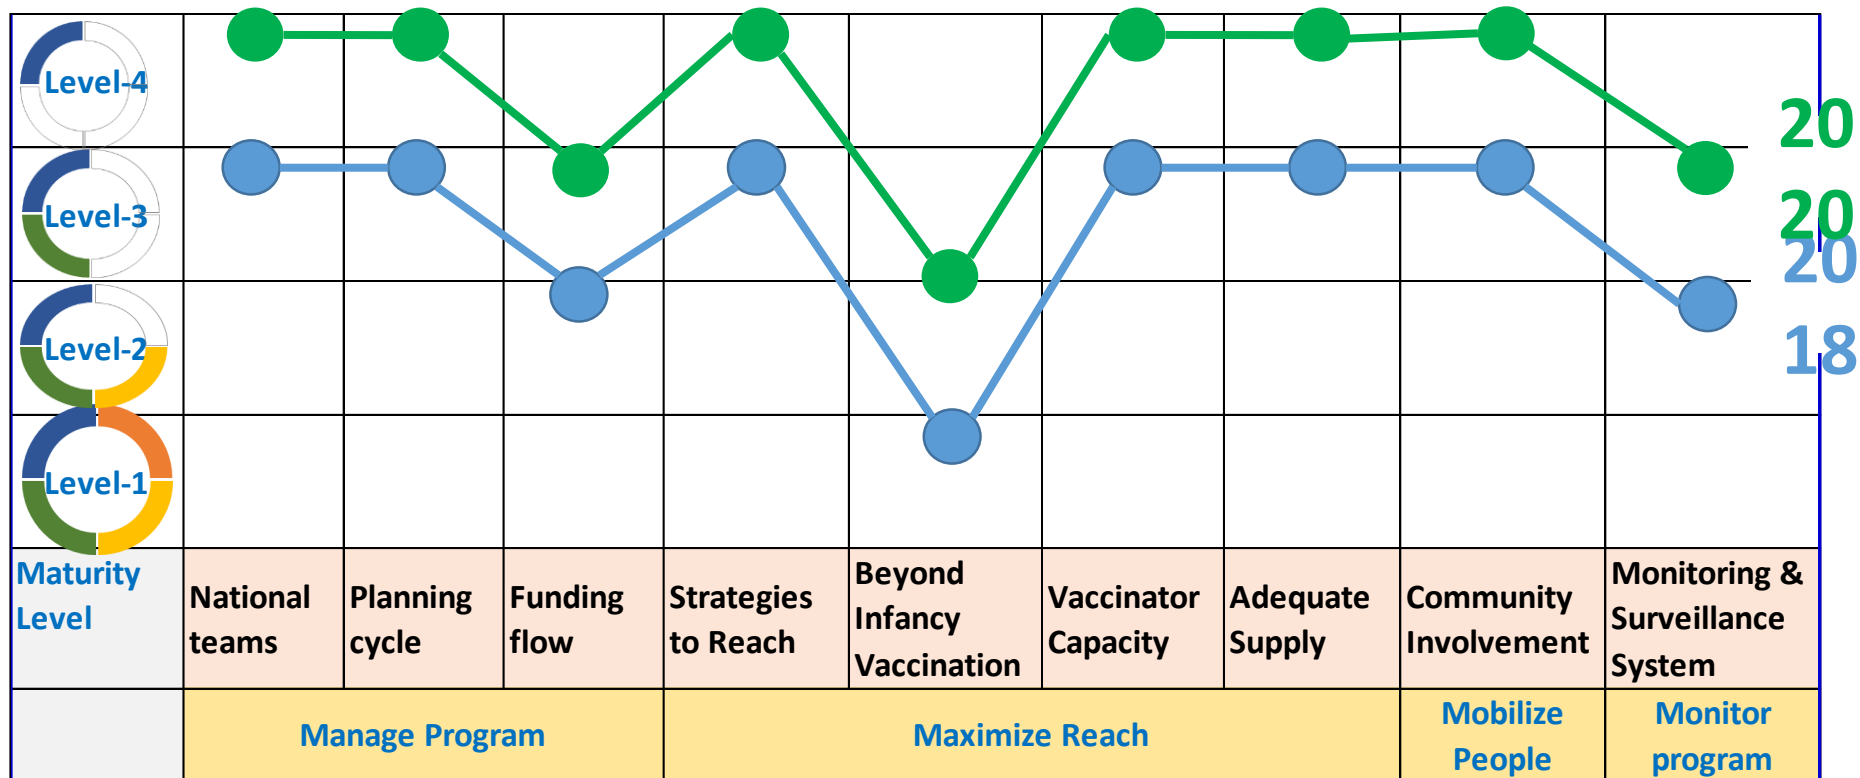 Level-4
20
Level-3
20
20
Level-2
18
Level-1
Maturity
Level
National
teams
Planning
cycle
Funding
flow
Strategies
to Reach
Beyond
Infancy
Vaccination
Vaccinator
Capacity
Adequate
Supply
Community
Involvement
Monitoring &
Surveillance
System
Manage Program
Maximize Reach
Mobilize
People
Monitor
program